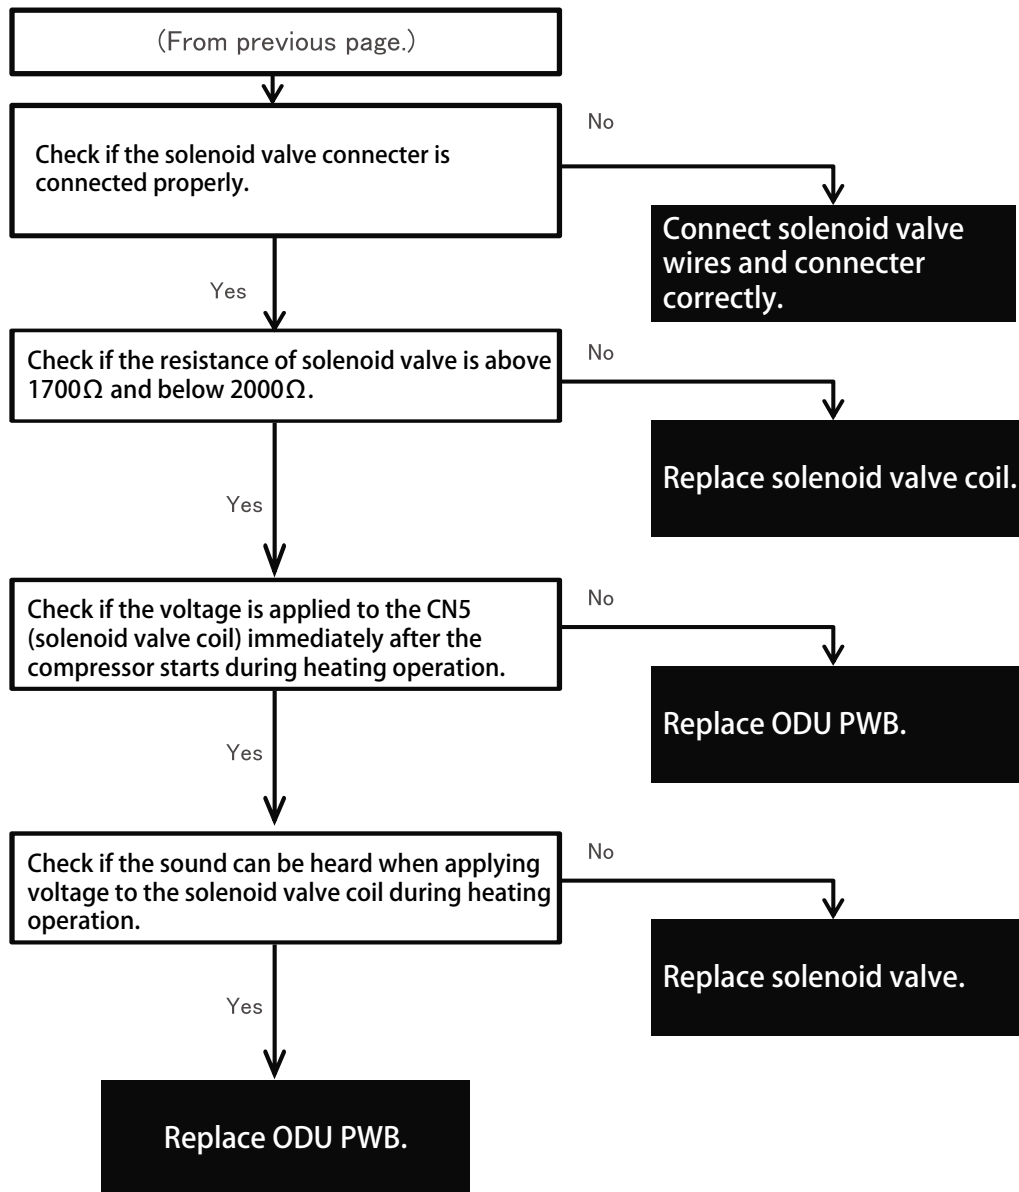 (From previous page.)
No
Check if the solenoid valve connecter is
connected properly.
Connect solenoid valve
wires and connecter
correctly.
Yes
Check if the resistance of solenoid valve is above
1700Ω and below 2000Ω.
No
Replace solenoid valve coil.
Yes
Check if the voltage is applied to the CN5
(solenoid valve coil) immediately after the
compressor starts during heating operation.
No
Replace ODU PWB.
Yes
Check if the sound can be heard when applying
voltage to the solenoid valve coil during heating
operation.
No
Replace solenoid valve.
Yes
Replace ODU PWB.